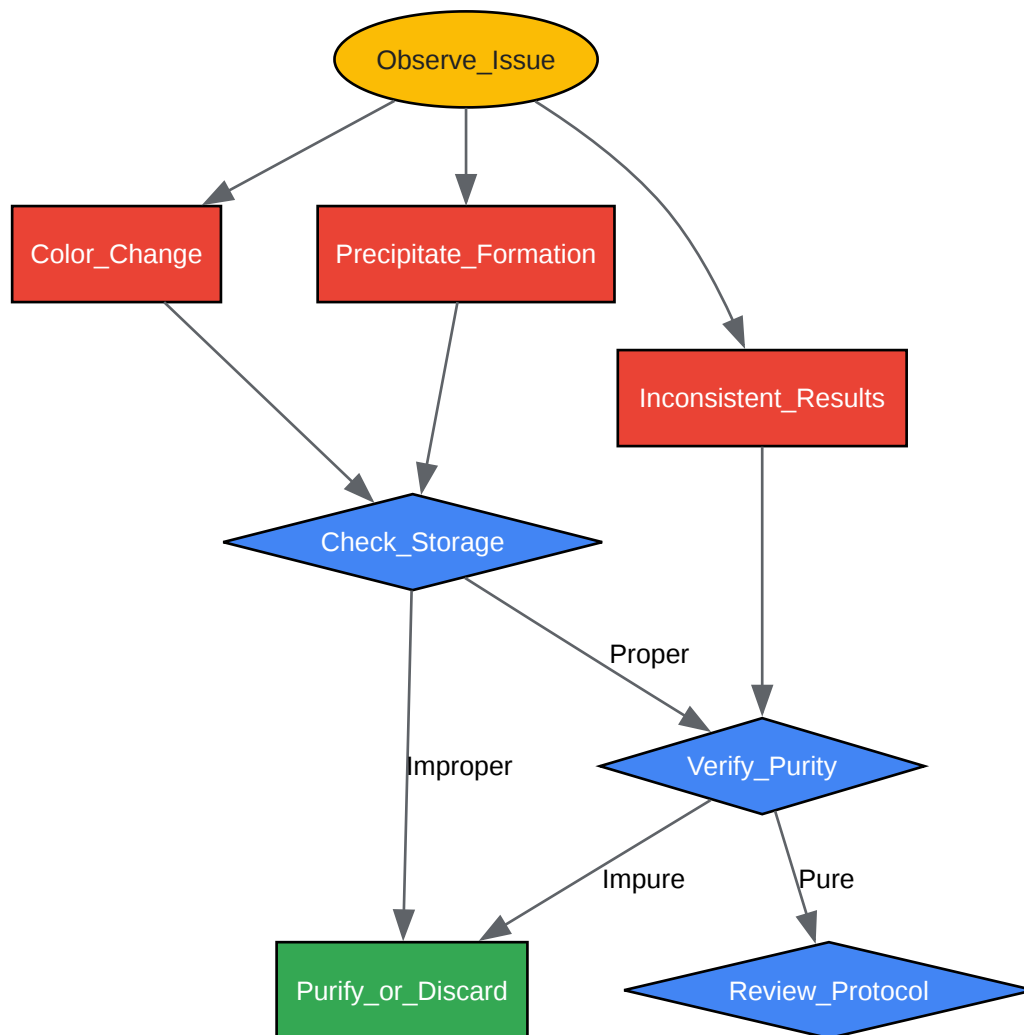 Observe_Issue
Color_Change
Precipitate_Formation
Inconsistent_Results
Check_Storage
Proper
Improper
Verify_Purity
Impure
Pure
Purify_or_Discard
Review_Protocol